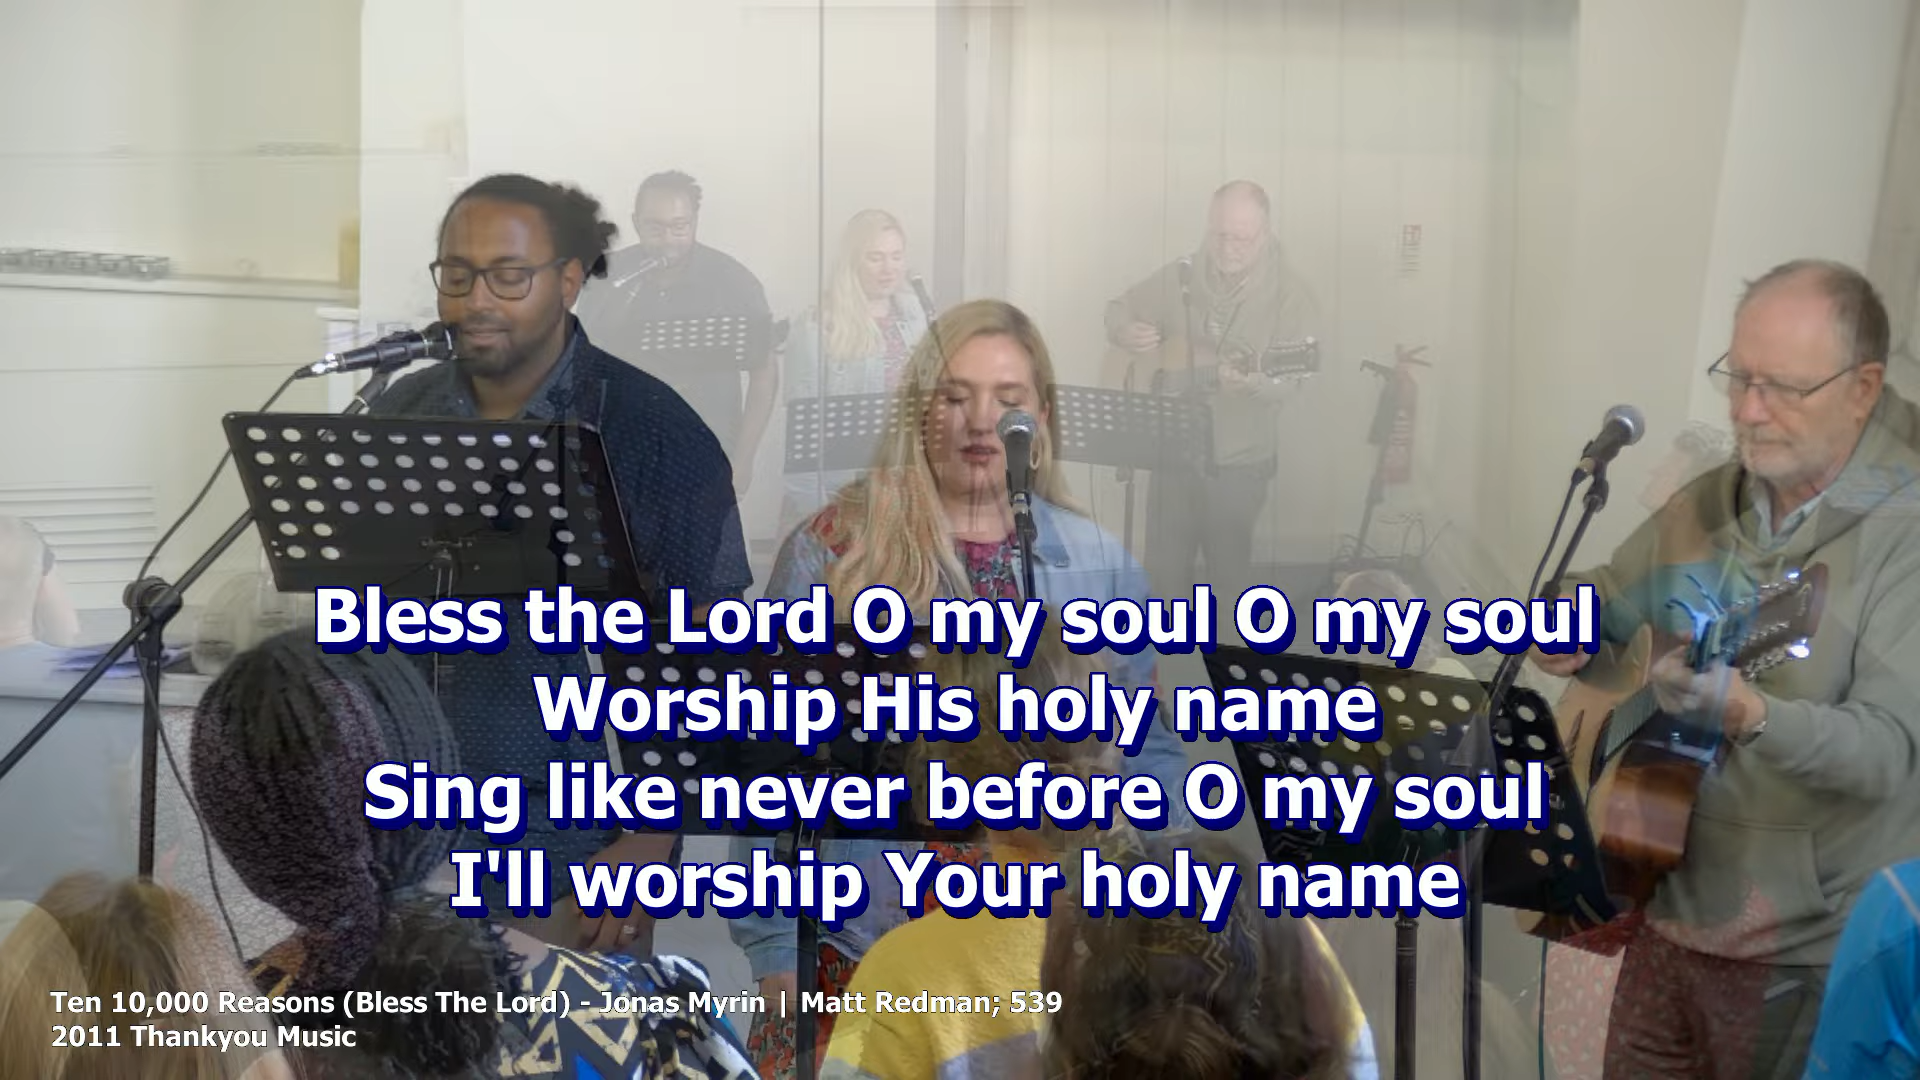 Bless the Lord O my soul O my soul
Worship His holy name
Sing like never before O my soul
I'll worship Your holy name
Ten 10,000 Reasons (Bless The Lord) - Jonas Myrin | Matt Redman; 539
2011 Thankyou Music